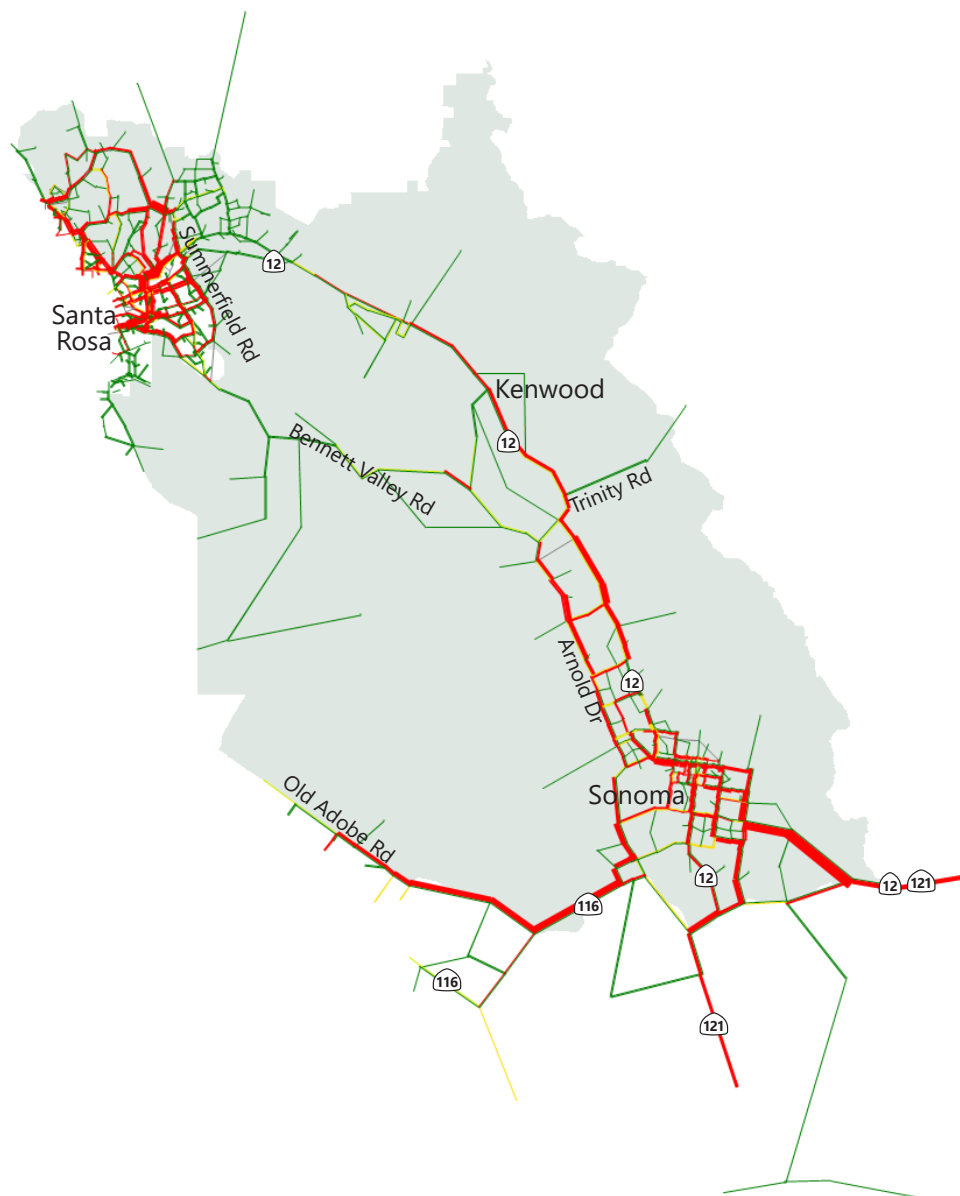 12
Summerfield Rd
Santa
Rosa
Kenwood
12
Bennett Valley Rd
Trinity Rd
Arnold Dr
12
Old Adobe Rd
Sonoma
12
12
121
116
116
121